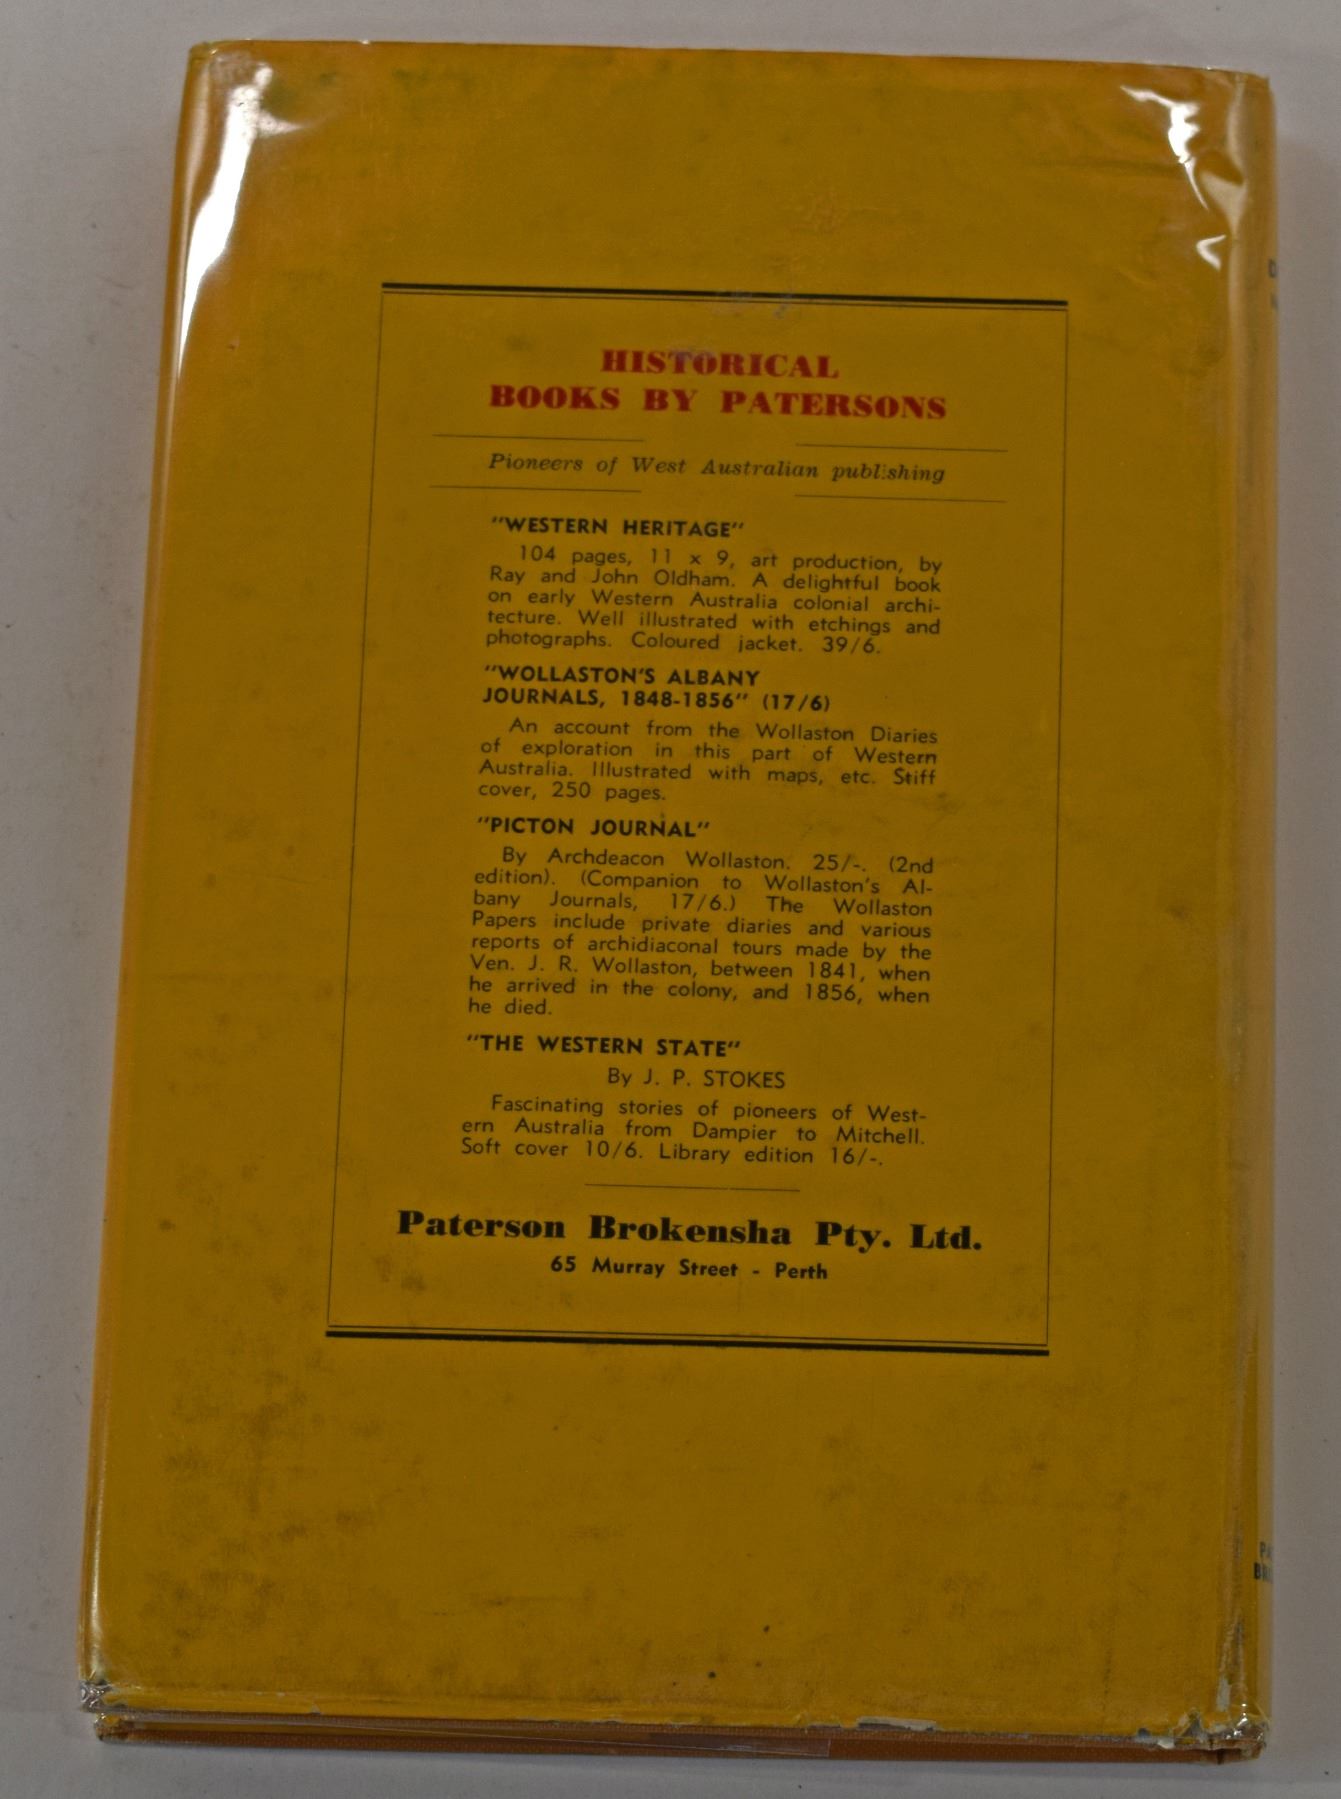 HISTORICAL
BOOKS BY PATERSONS
Pioneers of West Australian publishing
"WESTERN HERITAGE"
104 pages, 11 x 9, art production, by
Ray and John Oldham. A delightful book
on early Western Australia colonial archi-
tecture. Well illustrated with etchings and
photographs. Coloured jacket. 39/6.
"WOLLASTON'S ALBANY
JOURNALS, 1848-1856" (17/6)
An account from the Wollaston Diaries
of exploration in this part of Western
Australia. Illustrated with maps, etc. Stiff
cover, 250 pages.
"PICTON JOURNAL"
By Archdeacon Wollaston. 25/-. (2nd
edition). (Companion to Wollaston's Al-
bany Journals, 17/6.) The Wollaston
Papers include private diaries and various
reports of archidiaconal tours made by the
Ven. J. R. Wollaston, between 1841, when
he arrived in the colony, and 1856, when
he died.
"THE WESTERN STATE"
By J. P. STOKES
Fascinating stories of pioneers of West-
ern Australia from Dampier to Mitchell.
Soft cover 10/6. Library edition 16/-.
Paterson Brokensha Pty. Ltd.
65 Murray Street - Perth